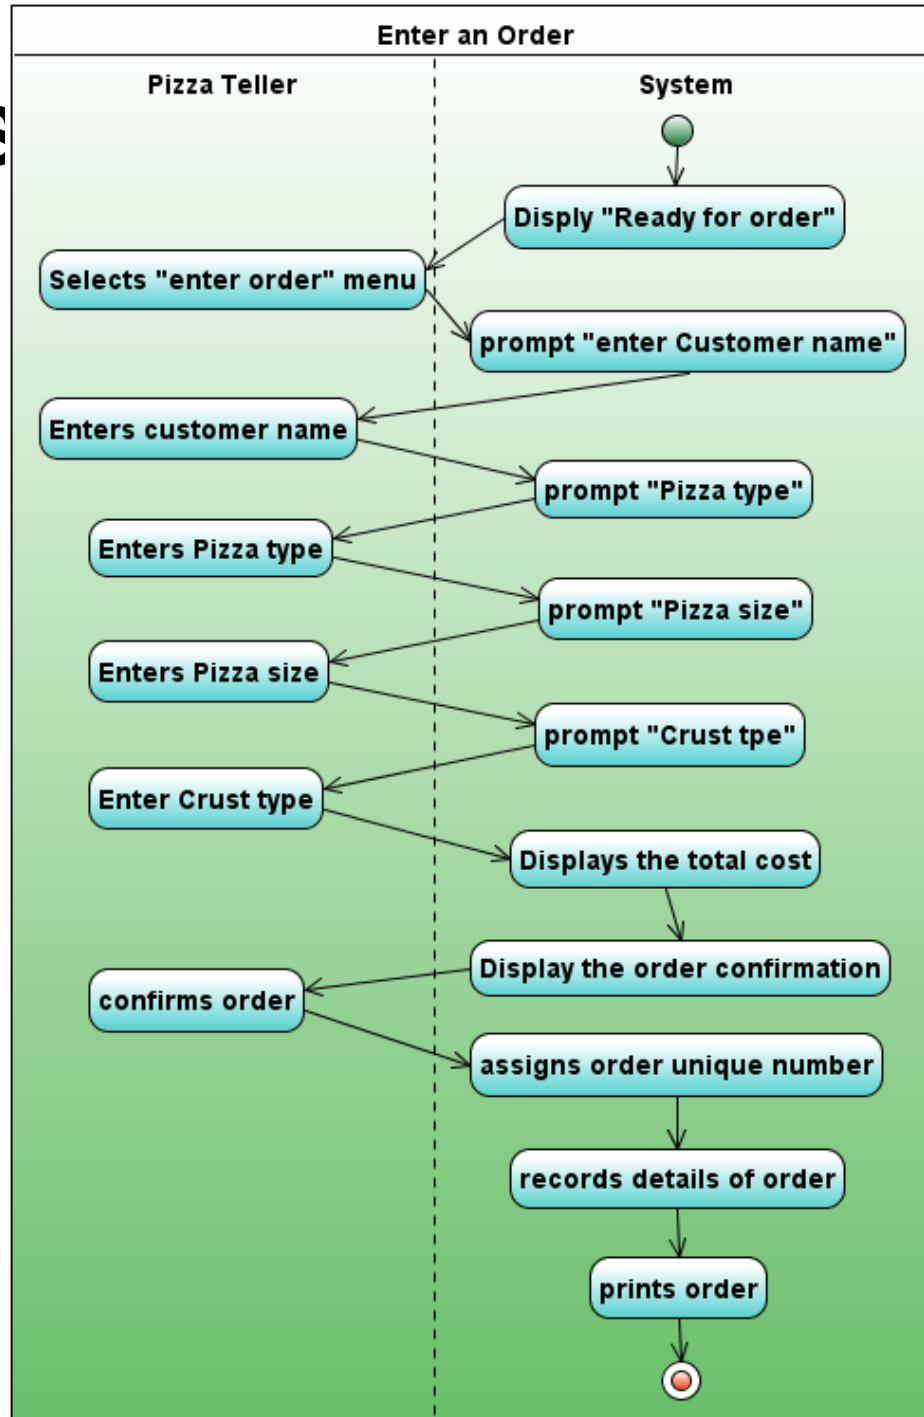 Enter an Order
Pizza Teller
System
Disply "Ready for order"
Selects "enter order" menu
prompt "enter Customer name"
Enters customer name
prompt "Pizza type"
Enters Pizza type
prompt "Pizza size"
Enters Pizza size
prompt "Crust tpe"
Enter Crust type
Displays the total cost
Display the order confirmation
confirms order
assigns order unique number
records details of order
prints order